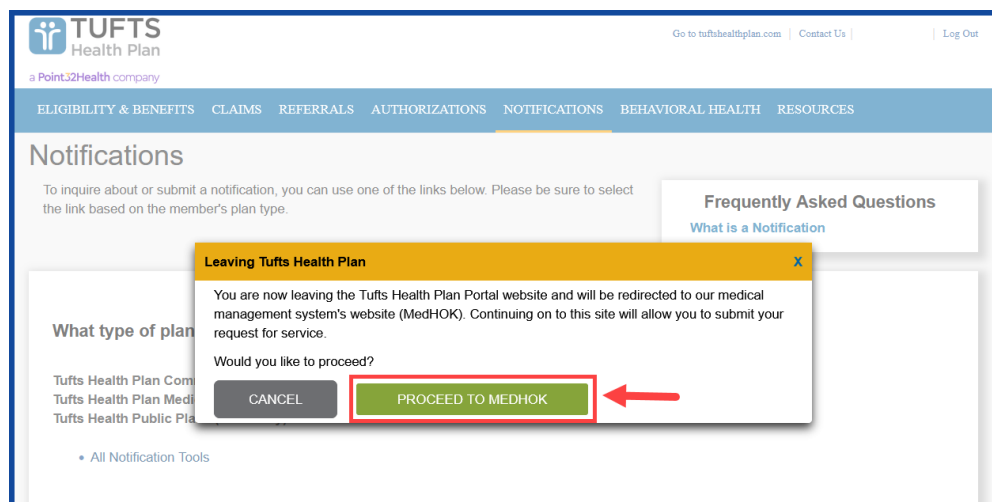 TUFTS
Health Plan
a Point32Health company
Go to tuftshealthplan.com | Contact Us | | Log Out
ELIGIBILITY & BENEFITS CLAIMS REFERRALS AUTHORIZATIONS NOTIFICATIONS BEHAVIORAL HEALTH RESOURCES
Notifications
To inquire about or submit a notification, you can use one of the links below. Please be sure to select
the link based on the member's plan type.
Frequently Asked Questions
What is a Notification
Leaving Tufts Health Plan X
You are now leaving the Tufts Health Plan Portal website and will be redirected to our medical
management system's website (MedHOK). Continuing on to this site will allow you to submit your
request for service.
Would you like to proceed?
CANCEL PROCEED TO MEDHOK
What type of plan
Tufts Health Plan Com
Tufts Health Plan Medi
Tufts Health Public Pla
• All Notification Tools